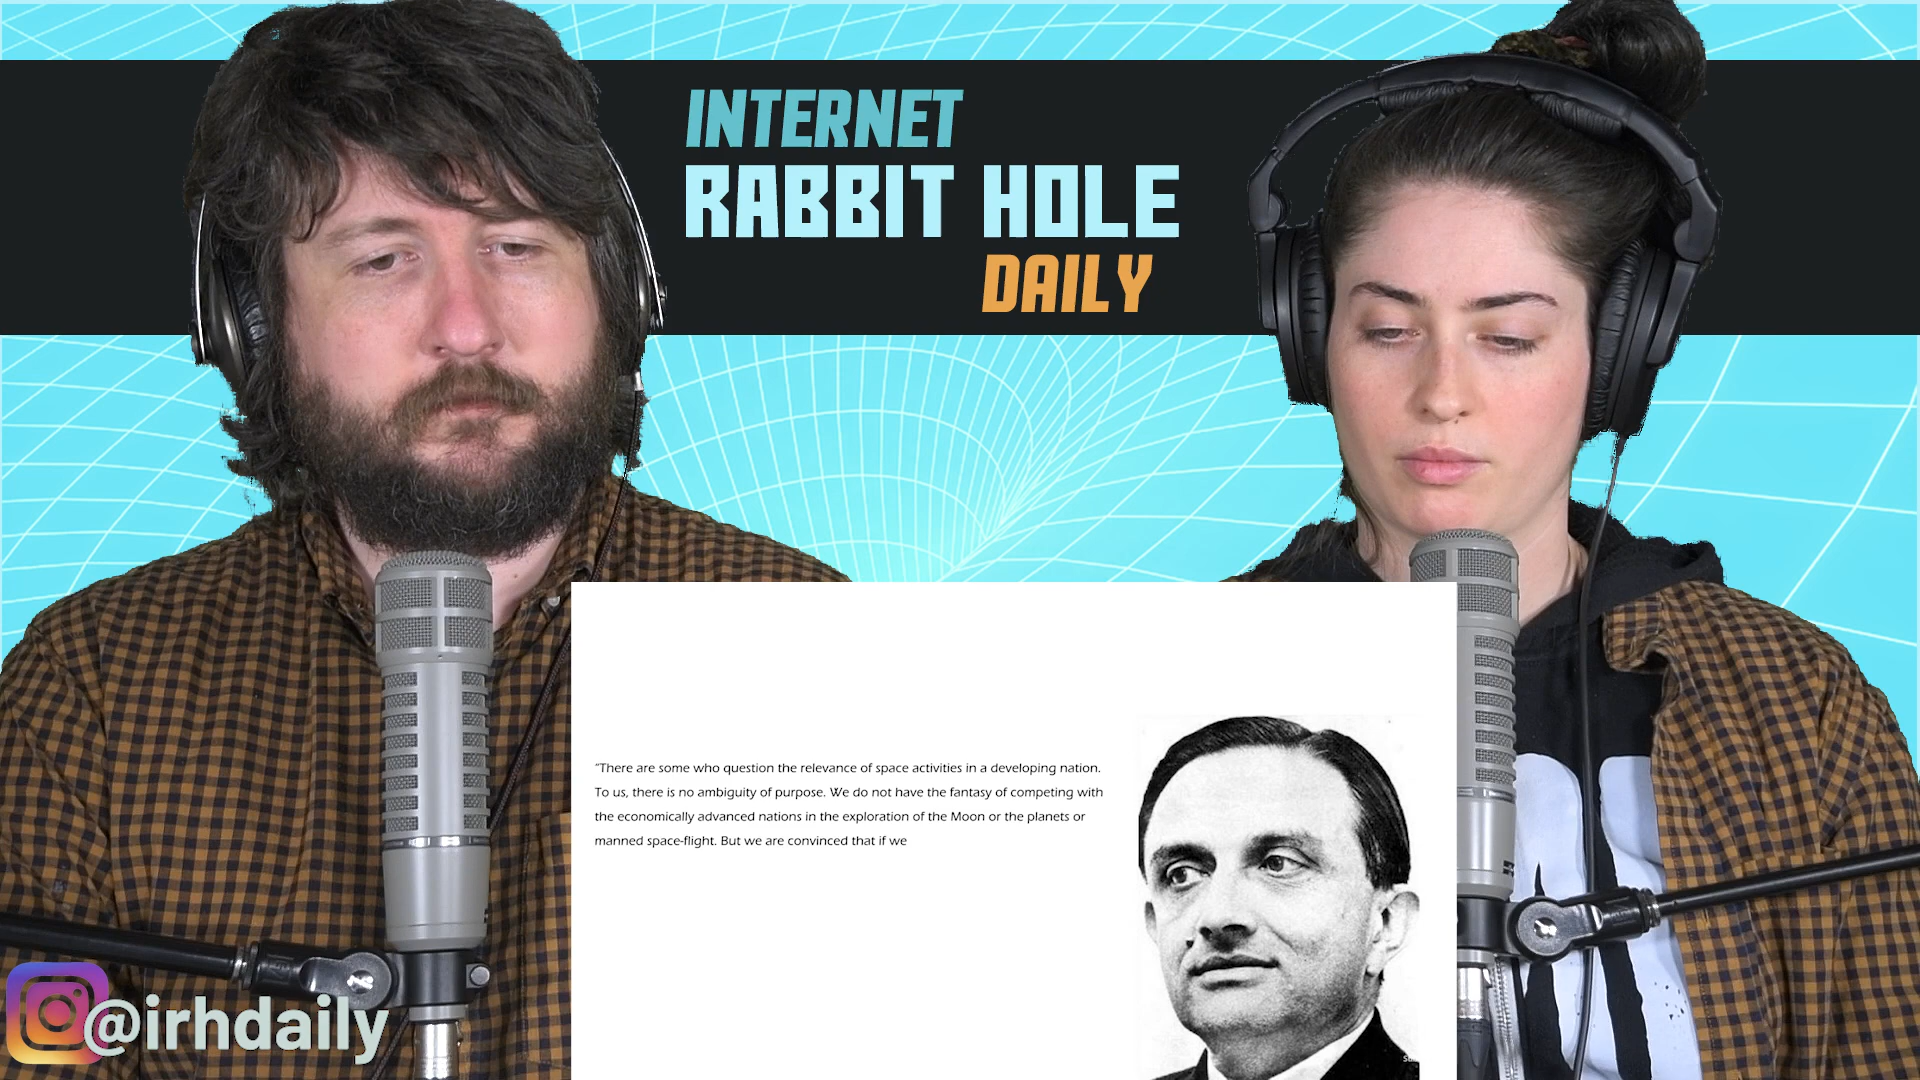 INTERNET
RABBIT HOLE
DAILY
"There are some who question the relevance of space activities in a developing nation.
To us, there is no ambiguity of purpose. We do not have the fantasy of competing with
the economically advanced nations in the exploration of the Moon or the planets or
manned space-flight. But we are convinced that if we
@irhdaily